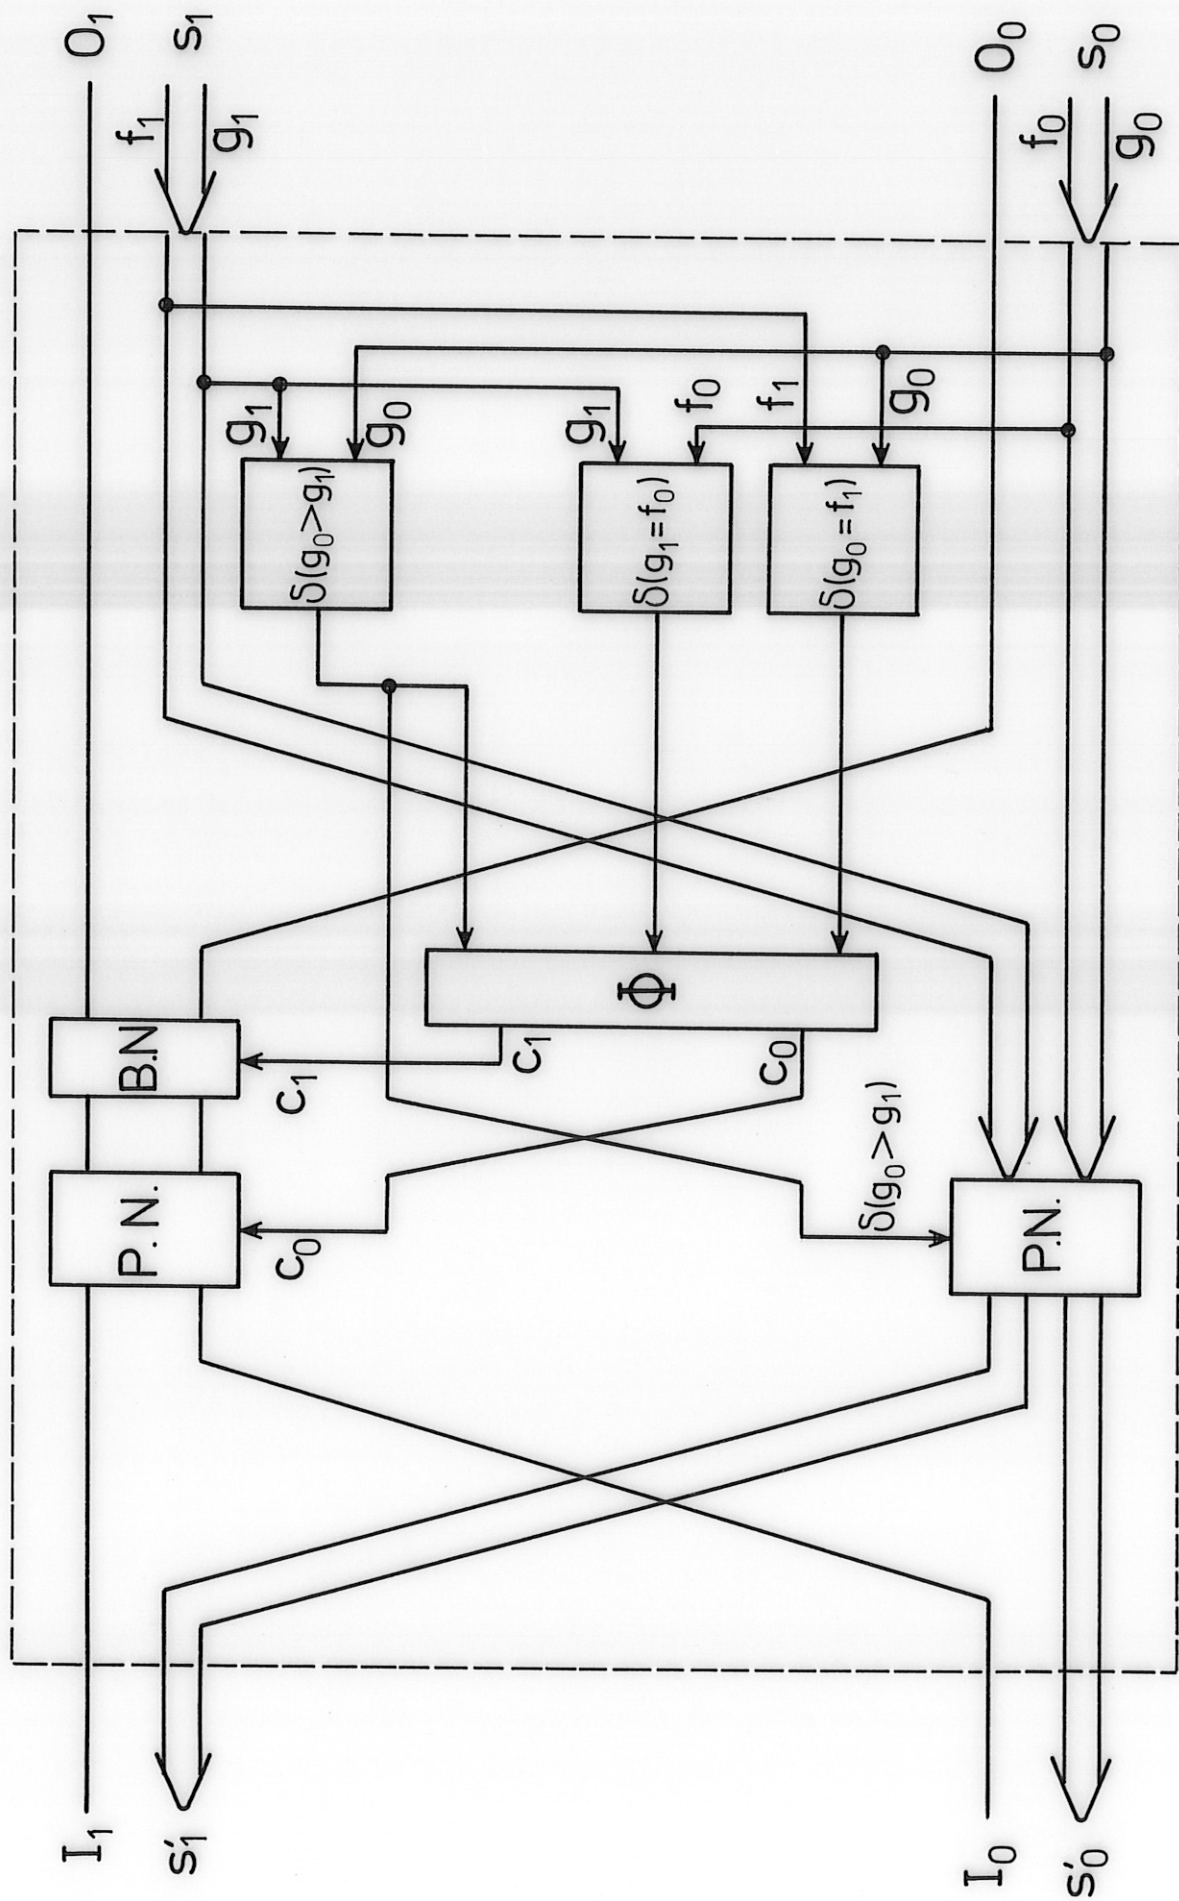 I₁
s'₁
I₀
s'₀
P. N.
B.N
c₀
c₁
c₁
c₀
Φ
δ(g₀>g₁)
P.N.
δ(g₀>g₁)
δ(g₁=f₀)
δ(g₀=f₁)
g₁
g₀
g₁
f₀
f₁
g₀
f₁
g₁
O₁
s₁
f₀
g₀
O₀
s₀